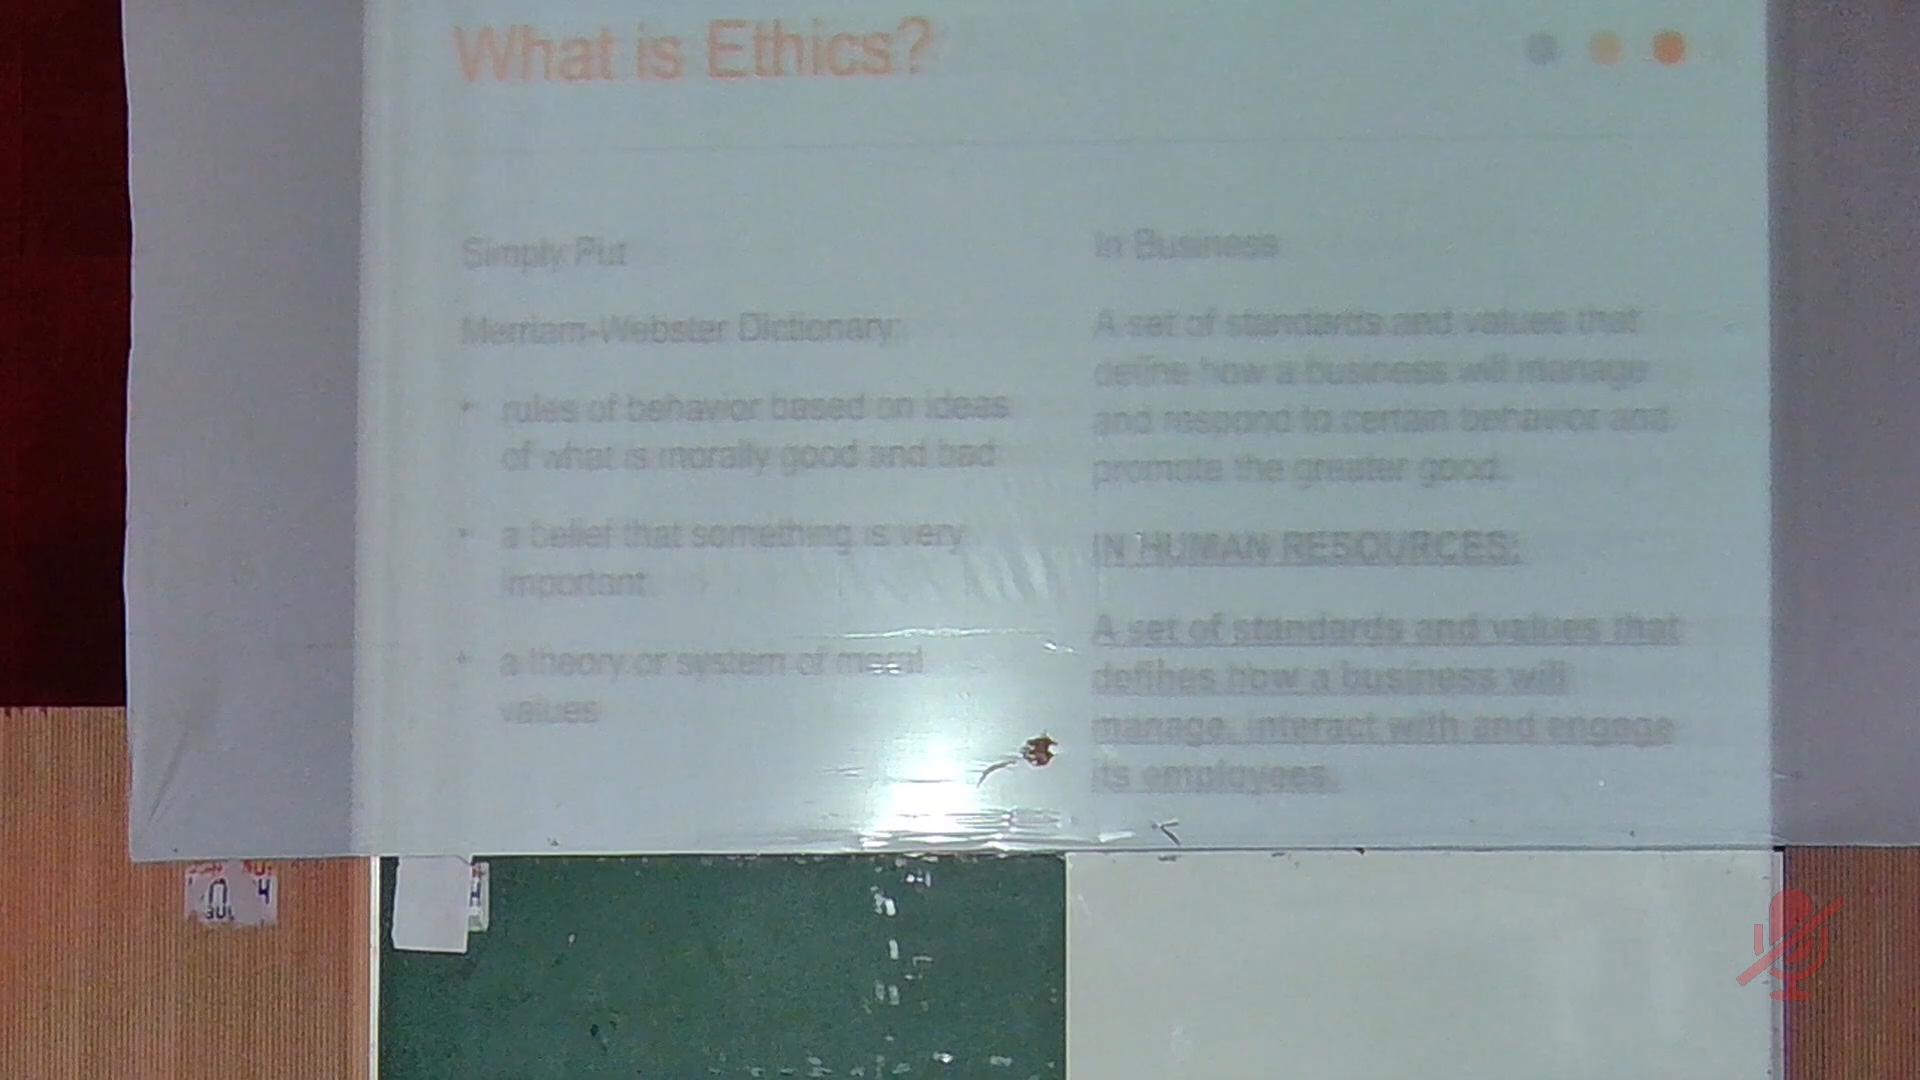 What is Ethics?
Simply Put
Merriam-Webster Dictionary:
• rules of behavior based on ideas
of what is morally good and bad
• a belief that something is very
important
• a theory or system of moral
values
In Business
A set of standards and values that
define how a business will manage
and respond to certain behavior and
promote the greater good.
IN HUMAN RESOURCES:
A set of standards and values that
defines how a business will
manage, interact with and engage
its employees.